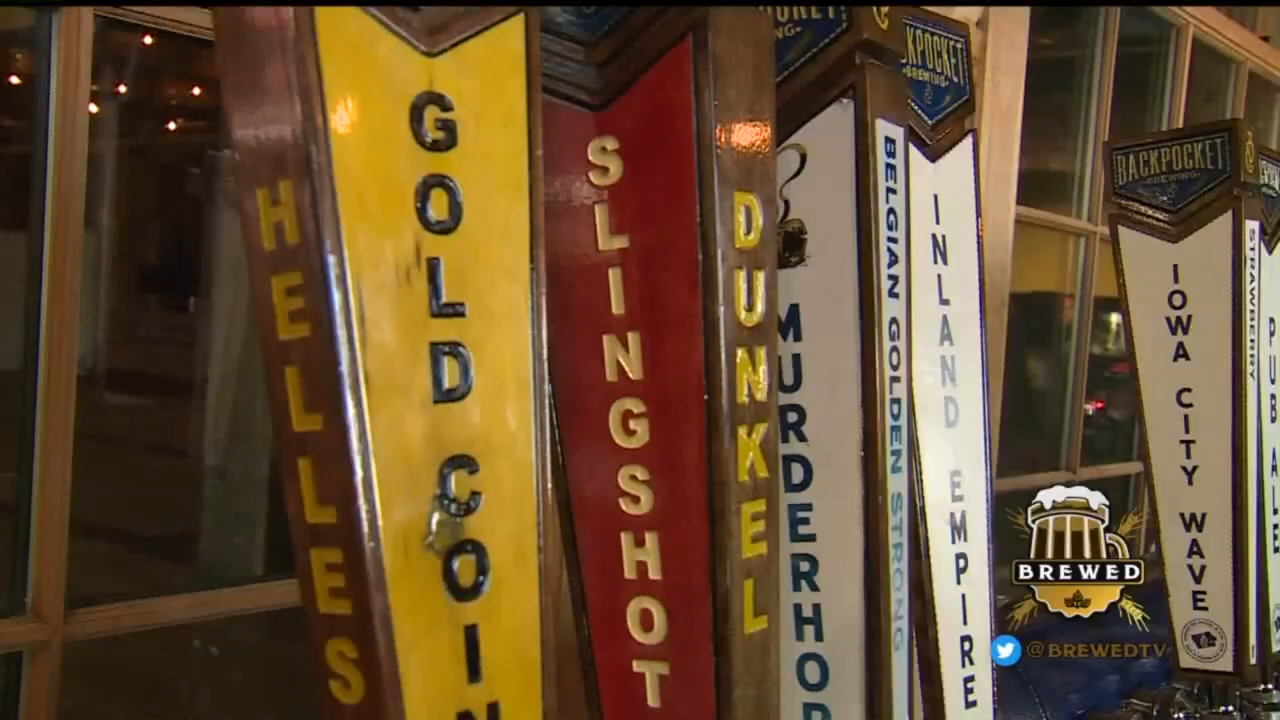 HELLES
GOLD COIN
SLINGSHOT
DUNKEL
BELGIAN GOLDEN STRONG
BACKPOCKET
BREWING
INLAND EMPIRE
BACKPOCKET
BREWING
IOWA CITY WAVE
STRAWBERRY
PUB ALE
BREWED
@BREWEDTV